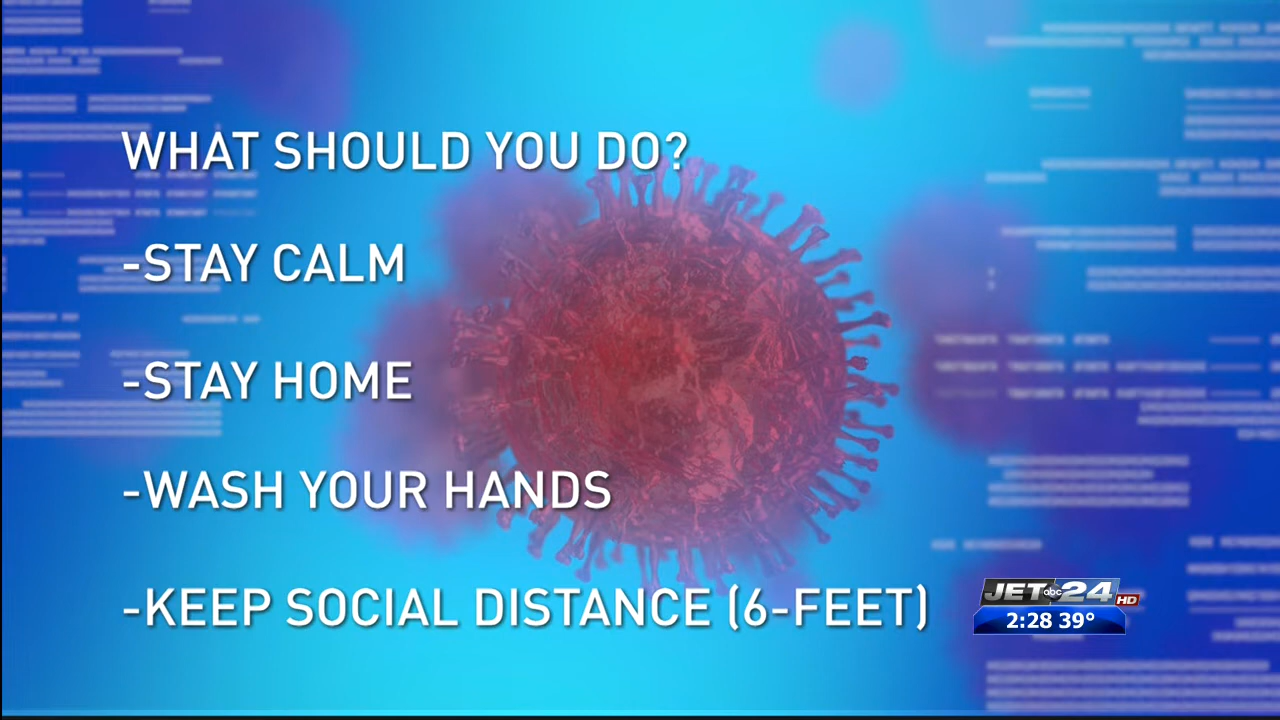 WHAT SHOULD YOU DO?
-STAY CALM
-STAY HOME
-WASH YOUR HANDS
-KEEP SOCIAL DISTANCE (6-FEET)
JET abc 24 HD
2:28 39°